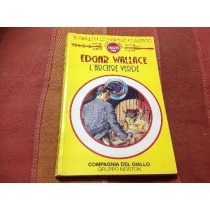 EDGAR WALLACE
L'ARCIERE VERDE
COMPAGNIA DEL GIALLO
GRUPPO NEWTON